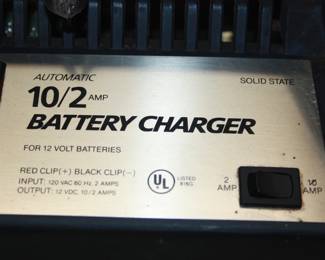 AUTOMATIC
SOLID STATE
10/2 AMP
BATTERY CHARGER
FOR 12 VOLT BATTERIES
RED CLIP(+) BLACK CLIP(-)
INPUT: 120 VAC 60 Hz, 2 AMPS
OUTPUT: 12 VDC, 10/2 AMPS
UL
LISTED
2
AMP
10
AMP